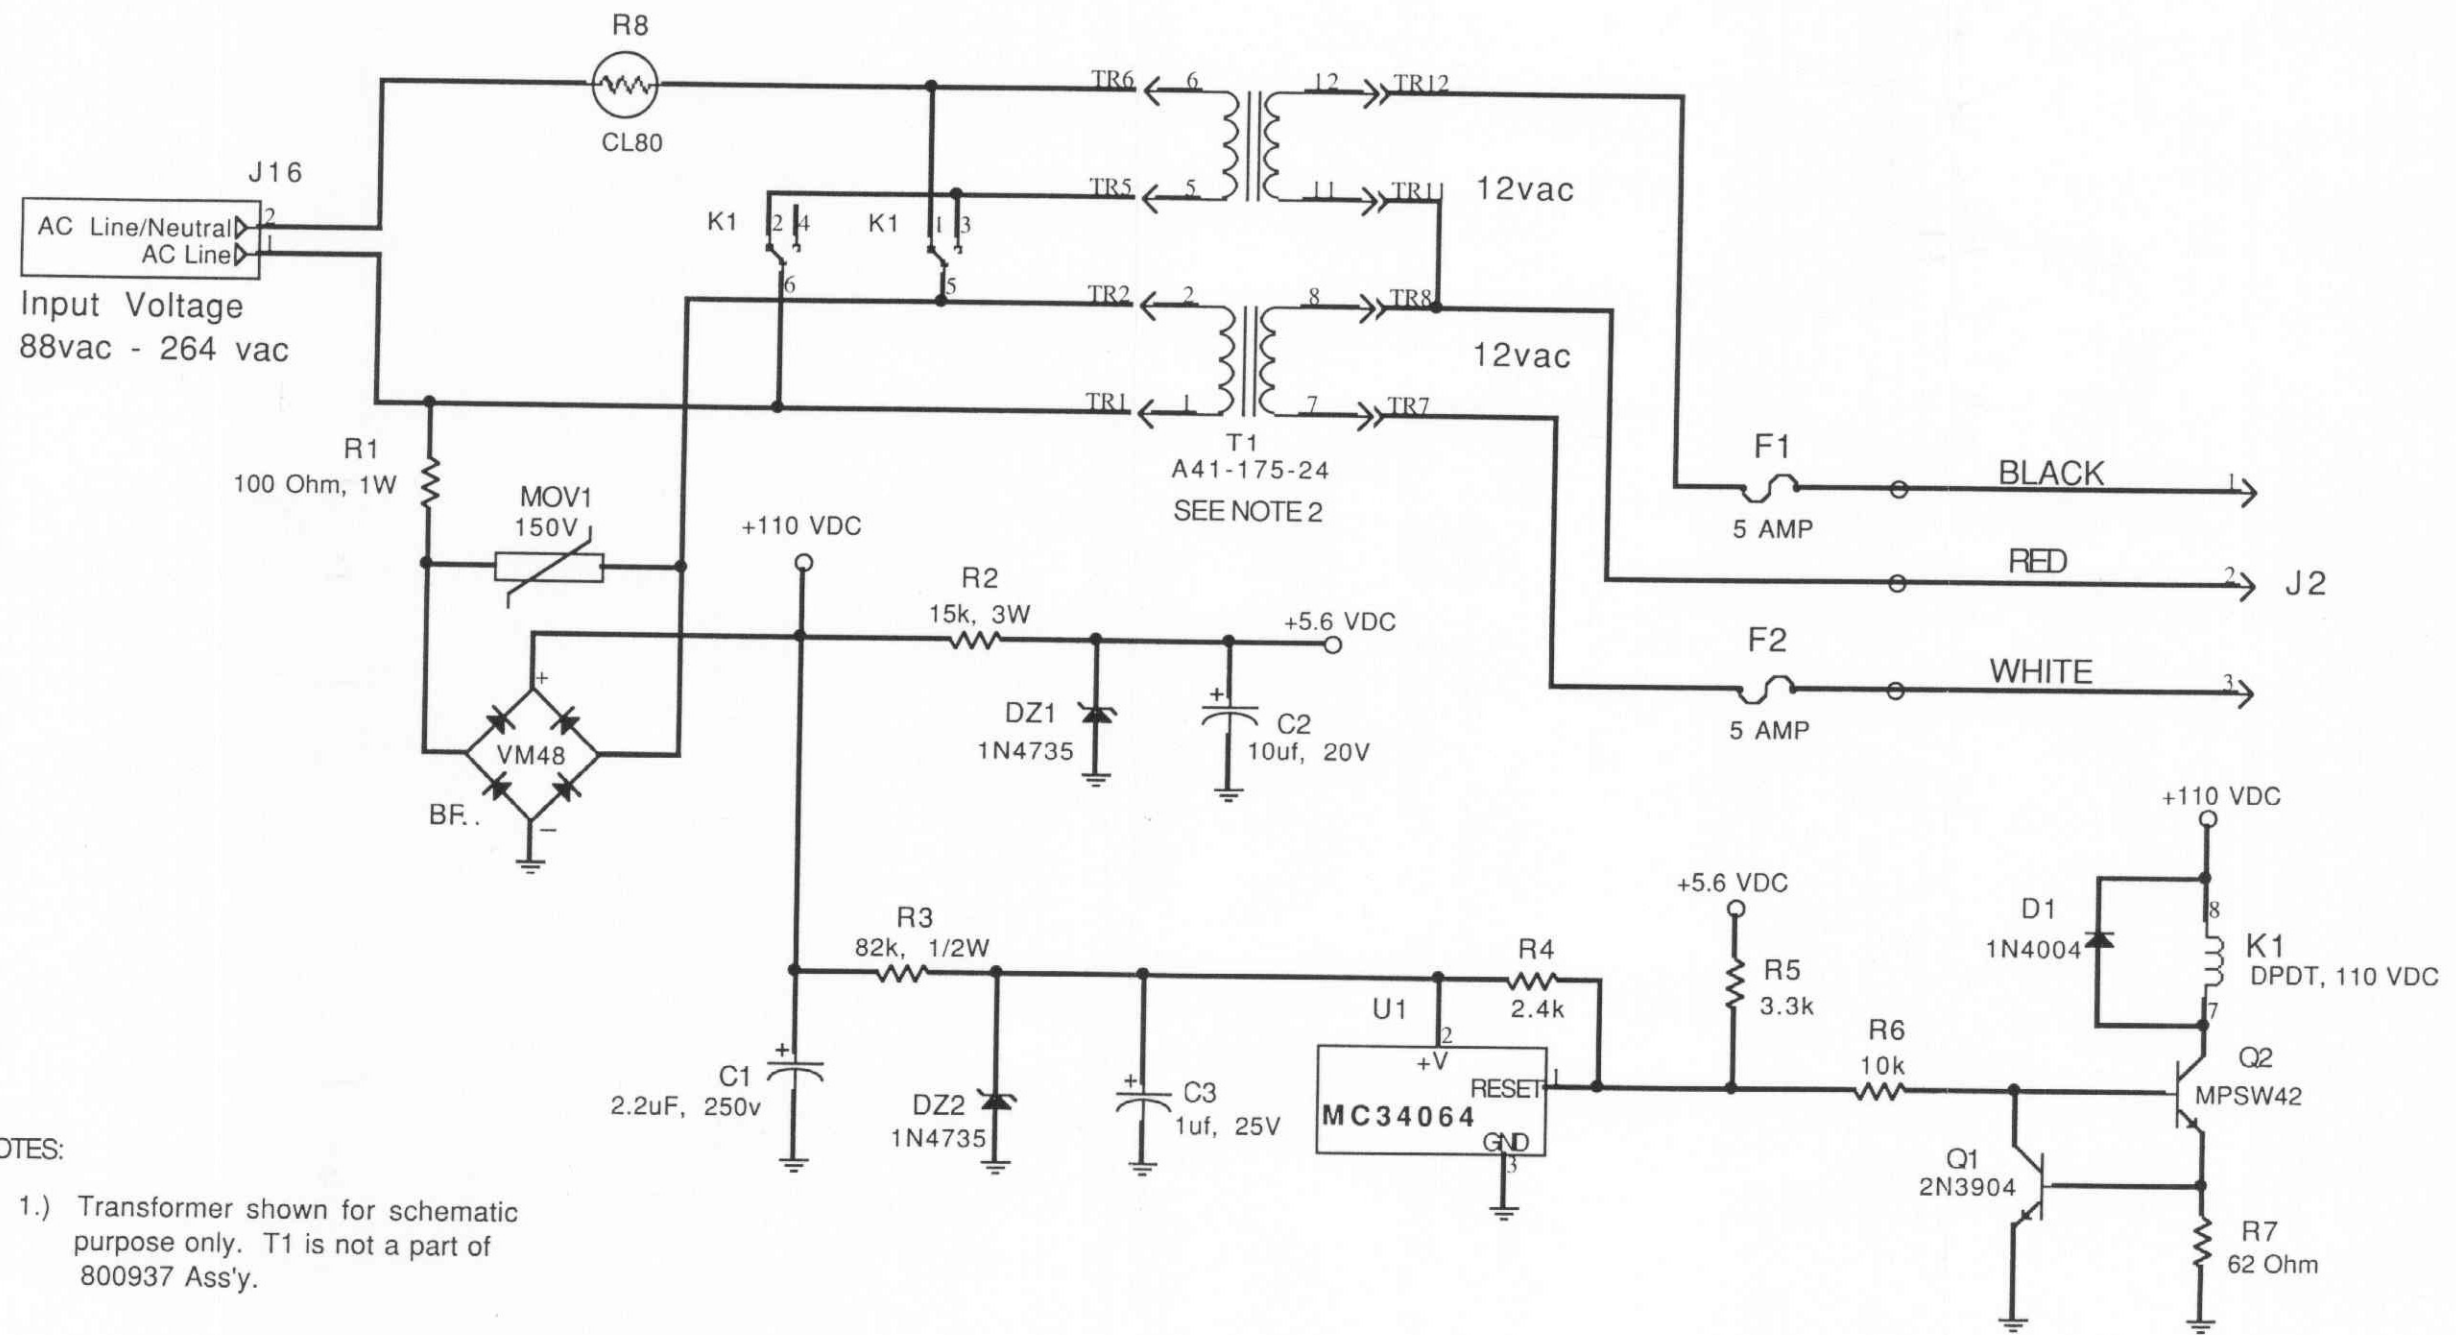 R8
CL80
J16
AC Line/Neutral
2
AC Line
1
Input Voltage
88vac - 264 vac
K1
2
4
6
K1
1
3
5
TR6
6
TR5
5
TR2
2
TR1
1
12
TR12
11
TR11
8
TR8
7
TR7
12vac
12vac
T1
A41-175-24
SEE NOTE 2
F1
5 AMP
BLACK
1
RED
2
J2
F2
5 AMP
WHITE
3
R1
100 Ohm, 1W
MOV1
150V
+110 VDC
R2
15k, 3W
+5.6 VDC
DZ1
1N4735
+
C2
10uf, 20V
+
VM48
−
R3
82k, 1/2W
+
C1
2.2uF, 250v
DZ2
1N4735
+
C3
1uf, 25V
U1
2
+V
RESET
1
MC34064
GND
3
R4
2.4k
+5.6 VDC
R5
3.3k
R6
10k
+110 VDC
D1
1N4004
8
K1
DPDT, 110 VDC
7
Q2
MPSW42
Q1
2N3904
R7
62 Ohm
OTES:
1.) Transformer shown for schematic
purpose only. T1 is not a part of
800937 Ass'y.